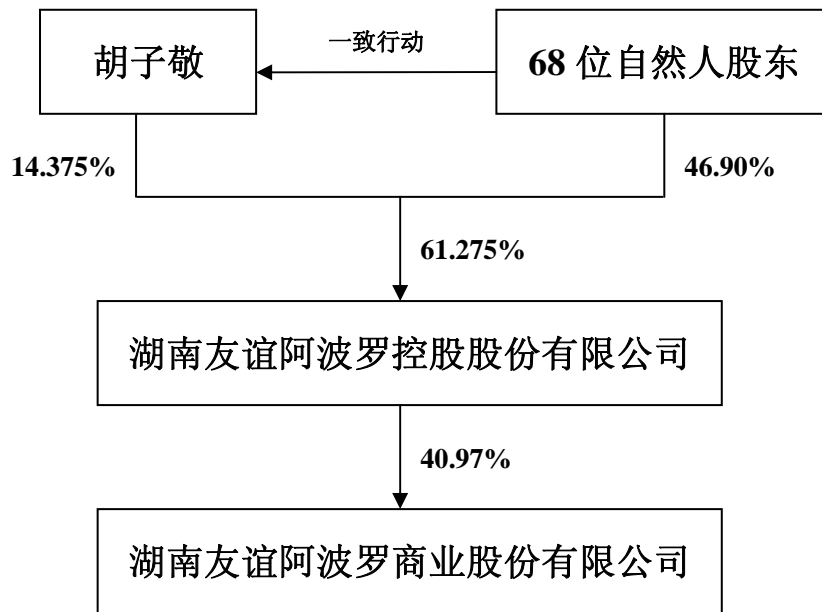 胡子敬
一致行动
68 位自然人股东
14.375%
46.90%
61.275%
湖南友谊阿波罗控股股份有限公司
40.97%
湖南友谊阿波罗商业股份有限公司